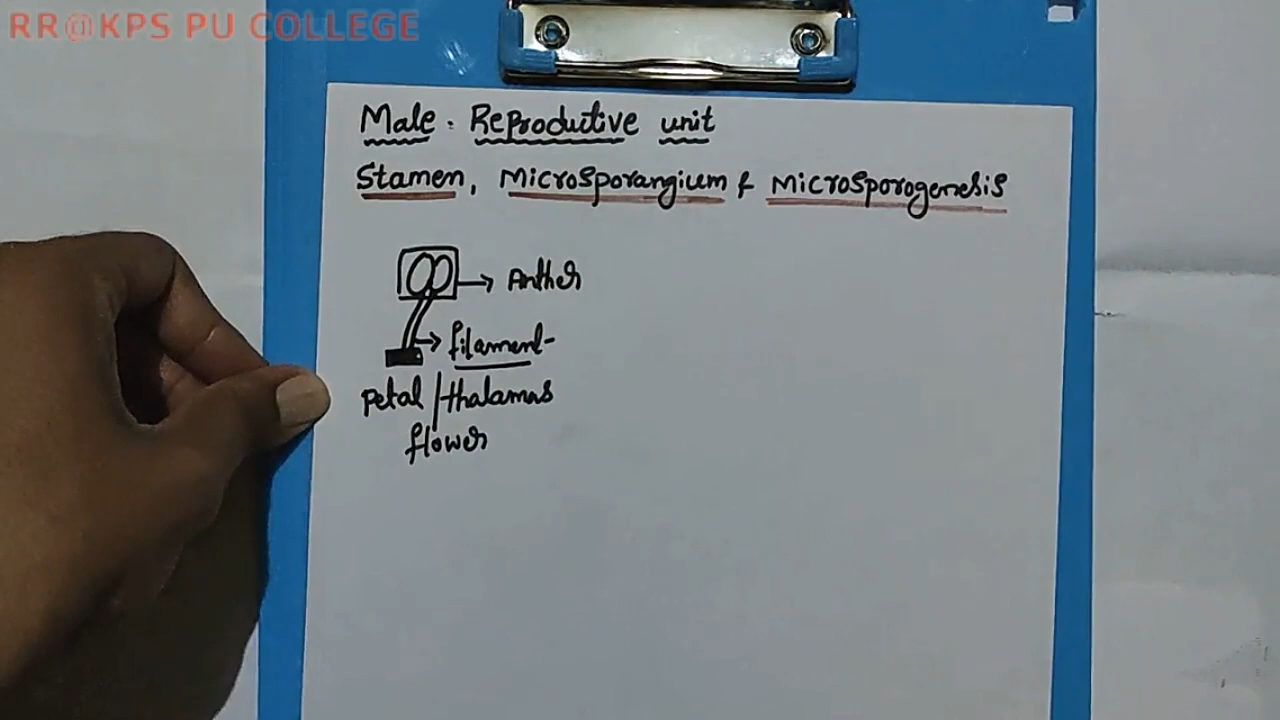 RR@KPS PU COLLEGE
Male. Reproductive unit
Stamen, Microsporangium & Microsporogenesis
Anther
filament-
Petal / thalamas
flower